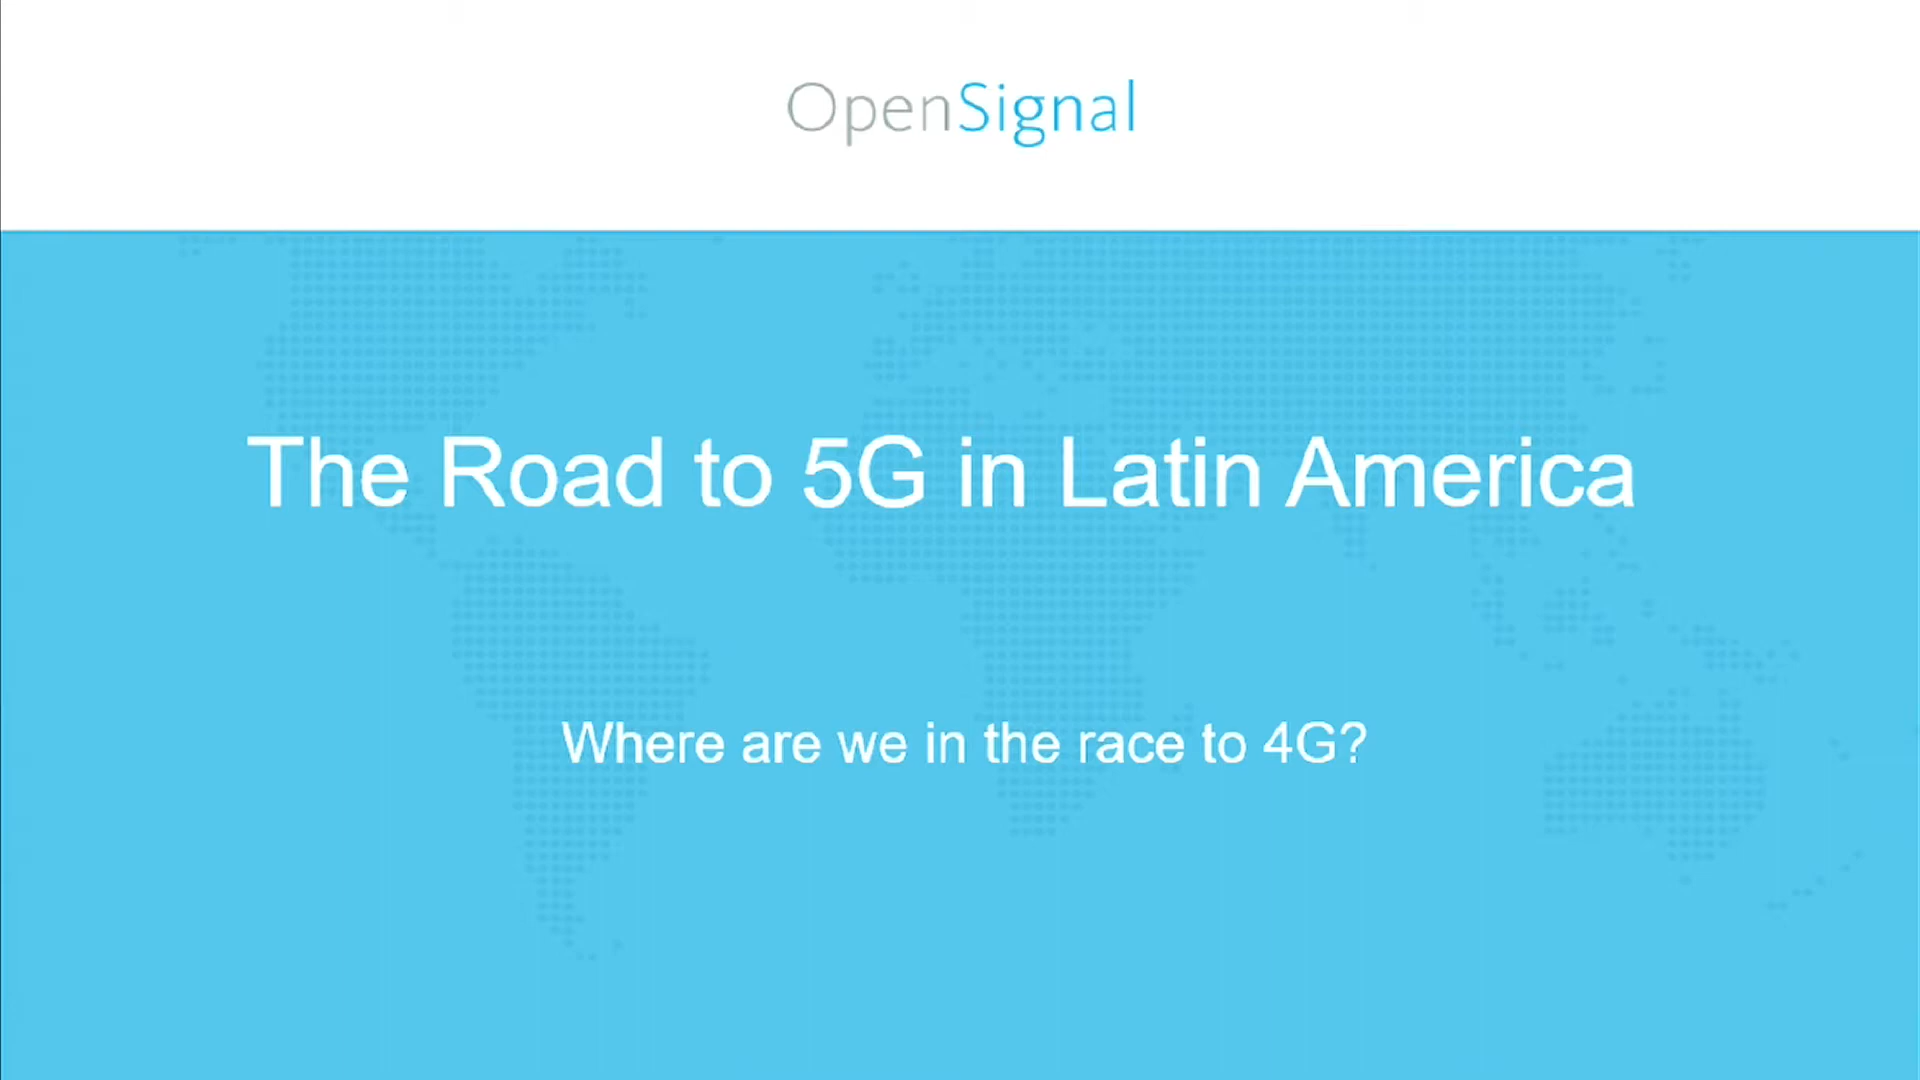 OpenSignal
The Road to 5G in Latin America
Where are we in the race to 4G?